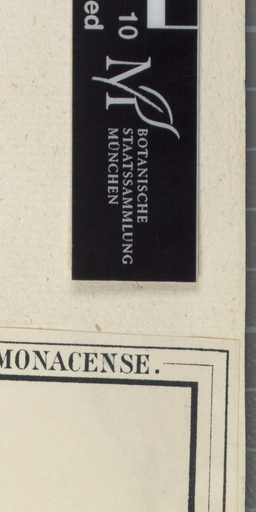 10
ed
M
BOTANISCHE
STAATSSAMMLUNG
MÜNCHEN
MONACENSE.